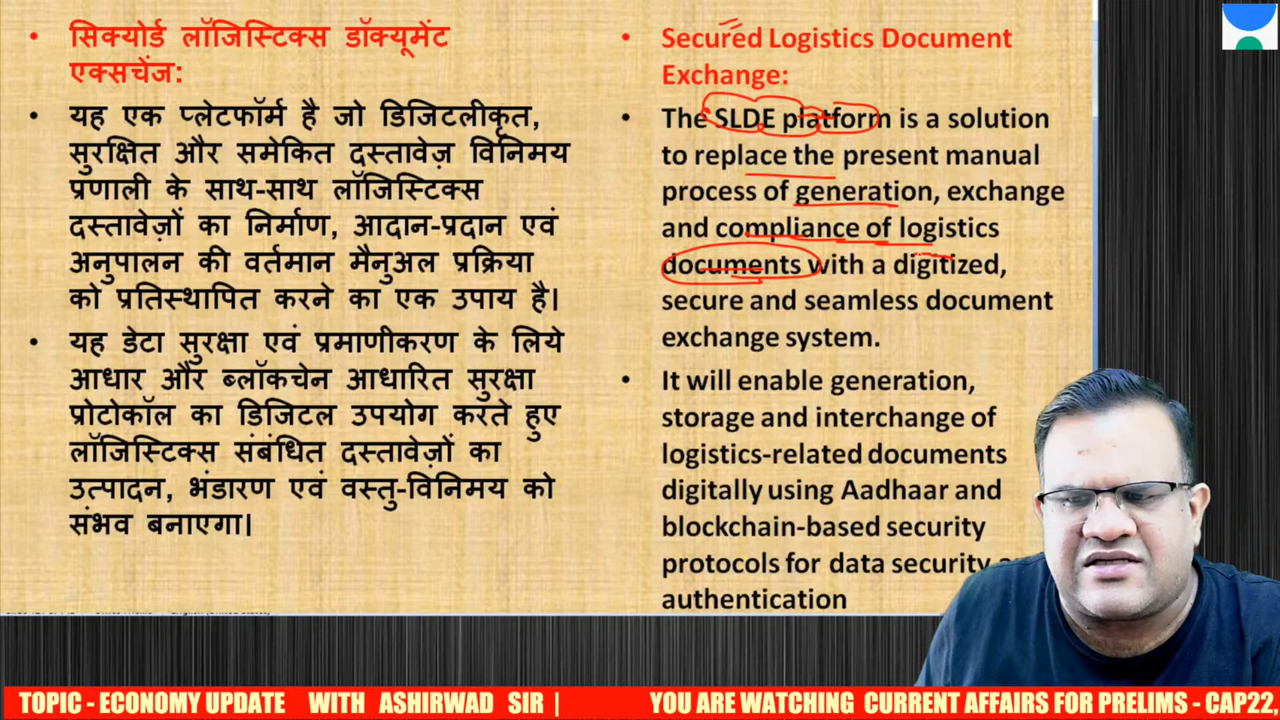 सिक्योर्ड लॉजिस्टिक्स डॉक्यूमेंट
एक्सचेंज:
यह एक प्लेटफॉर्म है जो डिजिटलीकृत,
सुरक्षित और समेकित दस्तावेज़ विनिमय
प्रणाली के साथ-साथ लॉजिस्टिक्स
दस्तावेज़ों का निर्माण, आदान-प्रदान एवं
अनुपालन की वर्तमान मैनुअल प्रक्रिया
को प्रतिस्थापित करने का एक उपाय है।
यह डेटा सुरक्षा एवं प्रमाणीकरण के लिये
आधार और ब्लॉकचेन आधारित सुरक्षा
प्रोटोकॉल का डिजिटल उपयोग करते हुए
लॉजिस्टिक्स संबंधित दस्तावेज़ों का
उत्पादन, भंडारण एवं वस्तु-विनिमय को
संभव बनाएगा।
Secured Logistics Document
Exchange:
The SLDE platform is a solution
to replace the present manual
process of generation, exchange
and compliance of logistics
documents with a digitized,
secure and seamless document
exchange system.
It will enable generation,
storage and interchange of
logistics-related documents
digitally using Aadhaar and
blockchain-based security
protocols for data security
authentication
TOPIC - ECONOMY UPDATE WITH ASHIRWAD SIR | YOU ARE WATCHING CURRENT AFFAIRS FOR PRELIMS - CAP22,